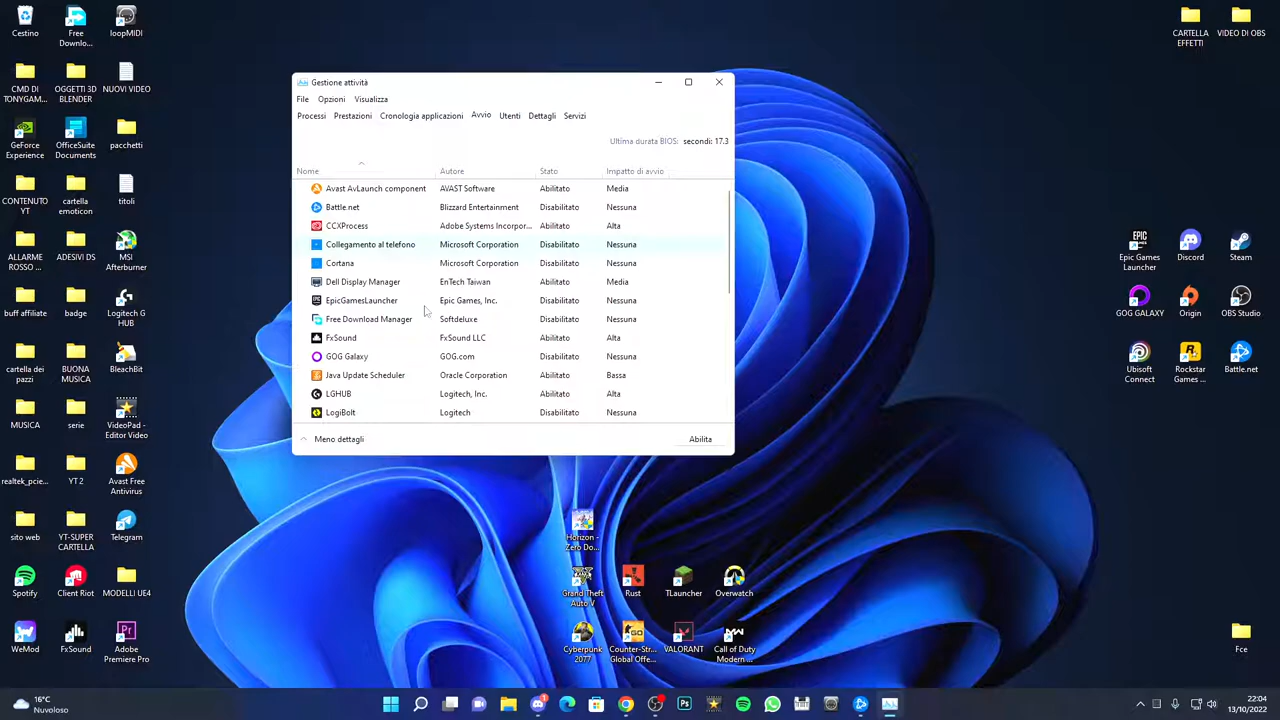 Cestino
Free
Downlo...
loopMIDI
CMD DI
TONYGAM...
OGGETTI 3D
BLENDER
NUOVI VIDEO
GeForce
Experience
OfficeSuite
Documents
pacchetti
CONTENUTO
YT
cartella
emoticon
titoli
ALLARME
ROSSO ...
ADESIVI DS
MSI
Afterburner
buff affiliate
badge
Logitech G
HUB
cartella dei
pazzi
BUONA
MUSICA
BleachBit
MUSICA
serie
VideoPad -
Editor Video
realtek_pcie...
YT 2
Avast Free
Antivirus
sito web
YT-SUPER
CARTELLA
Telegram
Spotify
Client Riot
MODELLI UE4
WeMod
FxSound
Adobe
Premiere Pro
Gestione attività
File Opzioni Visualizza
Processi Prestazioni Cronologia applicazioni Avvio Utenti Dettagli Servizi
Ultima durata BIOS: secondi: 17.3
Nome Autore Stato Impatto di avvio
Avast AvLaunch component AVAST Software Abilitato Media
Battle.net Blizzard Entertainment Disabilitato Nessuna
CCXProcess Adobe Systems Incorpor... Abilitato Alta
Collegamento al telefono Microsoft Corporation Disabilitato Nessuna
Cortana Microsoft Corporation Disabilitato Nessuna
Dell Display Manager EnTech Taiwan Abilitato Media
EpicGamesLauncher Epic Games, Inc. Disabilitato Nessuna
Free Download Manager Softdeluxe Disabilitato Nessuna
FxSound FxSound LLC Abilitato Alta
GOG Galaxy GOG.com Disabilitato Nessuna
Java Update Scheduler Oracle Corporation Abilitato Bassa
LGHUB Logitech, Inc. Abilitato Alta
LogiBolt Logitech Disabilitato Nessuna
Meno dettagli Abilita
Horizon -
Zero Do...
Grand Theft
Auto V
Rust
TLauncher
Overwatch
Cyberpunk
2077
Counter-Str...
Global Offe...
VALORANT
Call of Duty
Modern ...
CARTELLA
EFFETTI
VIDEO DI OBS
Epic Games
Launcher
Discord
Steam
GOG GALAXY
Origin
OBS Studio
Ubisoft
Connect
Rockstar
Games ...
Battle.net
Fce
16°C
Nuvoloso
22:04
13/10/2022